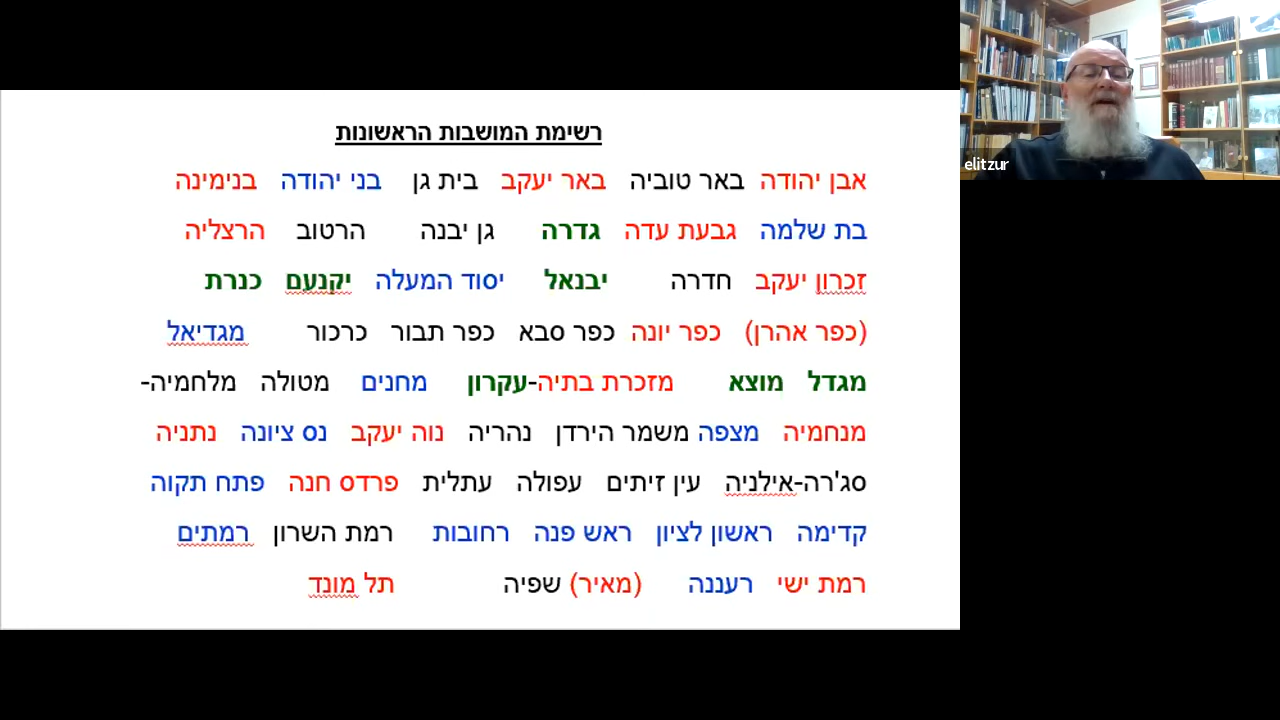 רשימת המושבות הראשונות
אבן יהודה באר טוביה באר יעקב בית גן בני יהודה בנימינה
בת שלמה גבעת עדה גדרה גן יבנה הרטוב הרצליה
זכרון יעקב חדרה יבנאל יסוד המעלה יקנעם כנרת
(כפר אהרן) כפר יונה כפר סבא כפר תבור כרכור מגדיאל
מגדל מוצא מזכרת בתיה-עקרון מחנים מטולה מלחמיה-
מנחמיה מצפה משמר הירדן נהריה נוה יעקב נס ציונה נתניה
סג'רה-אילניה עין זיתים עפולה עתלית פרדס חנה פתח תקוה
קדימה ראשון לציון ראש פנה רחובות רמת השרון רמתים
רמת ישי רעננה (מאיר) שפיה תל מונד
elitzur